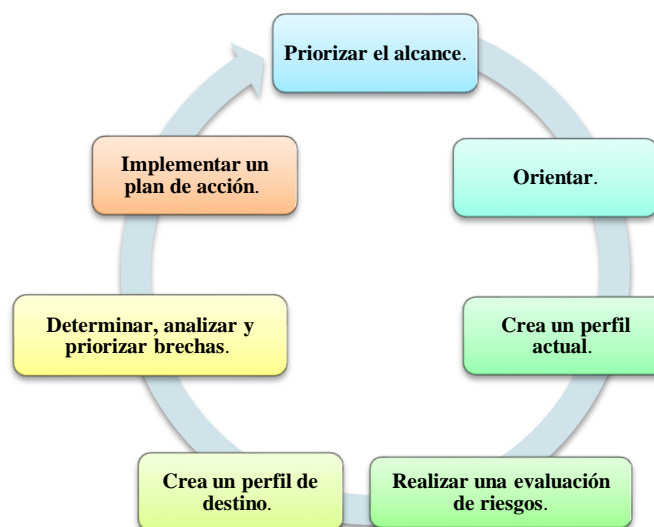 Priorizar el alcance.
Orientar.
Crea un perfil
actual.
Realizar una evaluación
de riesgos.
Crea un perfil de
destino.
Determinar, analizar y
priorizar brechas.
Implementar un
plan de acción.